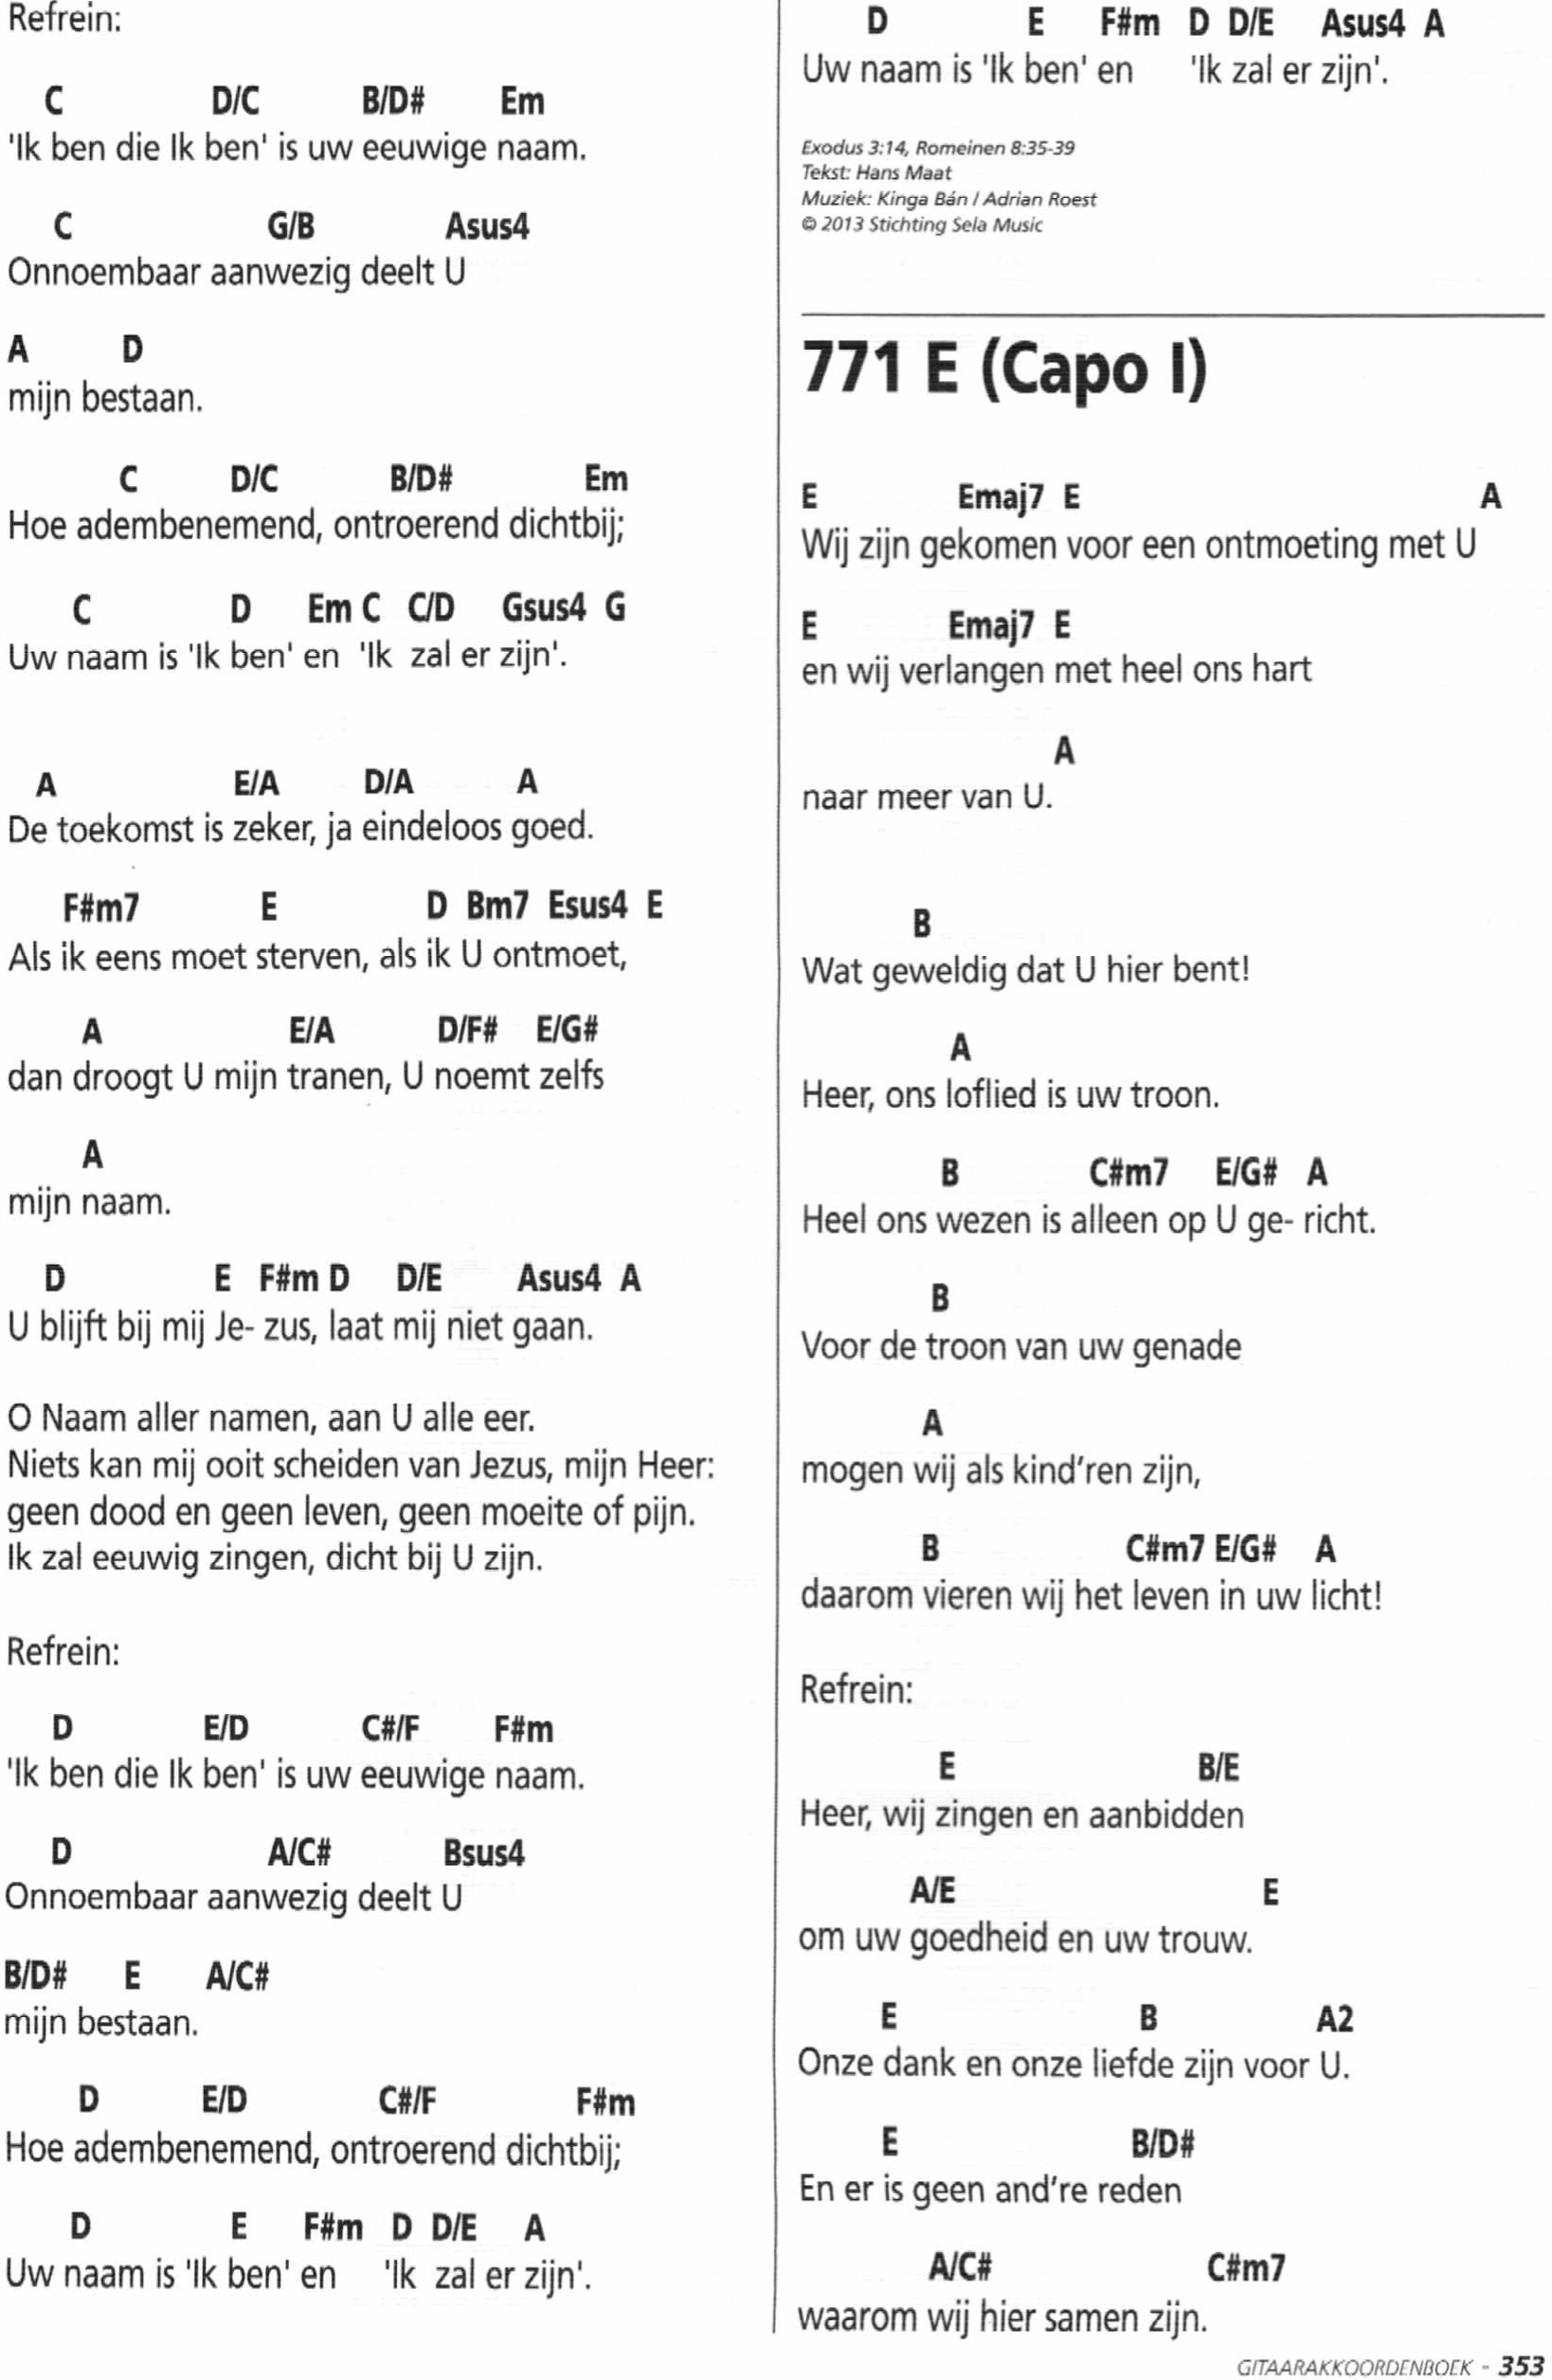 Refrein:
C D/C B/D# Em
'Ik ben die Ik ben' is uw eeuwige naam.
C G/B Asus4
Onnoembaar aanwezig deelt U
A D
mijn bestaan.
C D/C B/D# Em
Hoe adembenemend, ontroerend dichtbij;
C D Em C C/D Gsus4 G
Uw naam is 'Ik ben' en 'Ik zal er zijn'.
A E/A D/A A
De toekomst is zeker, ja eindeloos goed.
F#m7 E D Bm7 Esus4 E
Als ik eens moet sterven, als ik U ontmoet,
A E/A D/F# E/G#
dan droogt U mijn tranen, U noemt zelfs
A
mijn naam.
D E F#m D D/E Asus4 A
U blijft bij mij Je- zus, laat mij niet gaan.
O Naam aller namen, aan U alle eer.
Niets kan mij ooit scheiden van Jezus, mijn Heer:
geen dood en geen leven, geen moeite of pijn.
Ik zal eeuwig zingen, dicht bij U zijn.
Refrein:
D E/D C#/F F#m
'Ik ben die Ik ben' is uw eeuwige naam.
D A/C# Bsus4
Onnoembaar aanwezig deelt U
B/D# E A/C#
mijn bestaan.
D E/D C#/F F#m
Hoe adembenemend, ontroerend dichtbij;
D E F#m D D/E A
Uw naam is 'Ik ben' en 'Ik zal er zijn'.
D E F#m D D/E Asus4 A
Uw naam is 'Ik ben' en 'Ik zal er zijn'.
Exodus 3:14, Romeinen 8:35-39
Tekst: Hans Maat
Muziek: Kinga Bán / Adrian Roest
© 2013 Stichting Sela Music
771 E (Capo I)
E Emaj7 E A
Wij zijn gekomen voor een ontmoeting met U
E Emaj7 E
en wij verlangen met heel ons hart
A
naar meer van U.
B
Wat geweldig dat U hier bent!
A
Heer, ons loflied is uw troon.
B C#m7 E/G# A
Heel ons wezen is alleen op U ge- richt.
B
Voor de troon van uw genade
A
mogen wij als kind’ren zijn,
B C#m7 E/G# A
daarom vieren wij het leven in uw licht!
Refrein:
E B/E
Heer, wij zingen en aanbidden
A/E E
om uw goedheid en uw trouw.
E B A2
Onze dank en onze liefde zijn voor U.
E B/D#
En er is geen and’re reden
A/C# C#m7
waarom wij hier samen zijn.
GITAARAKKOORDENBOEK - 353